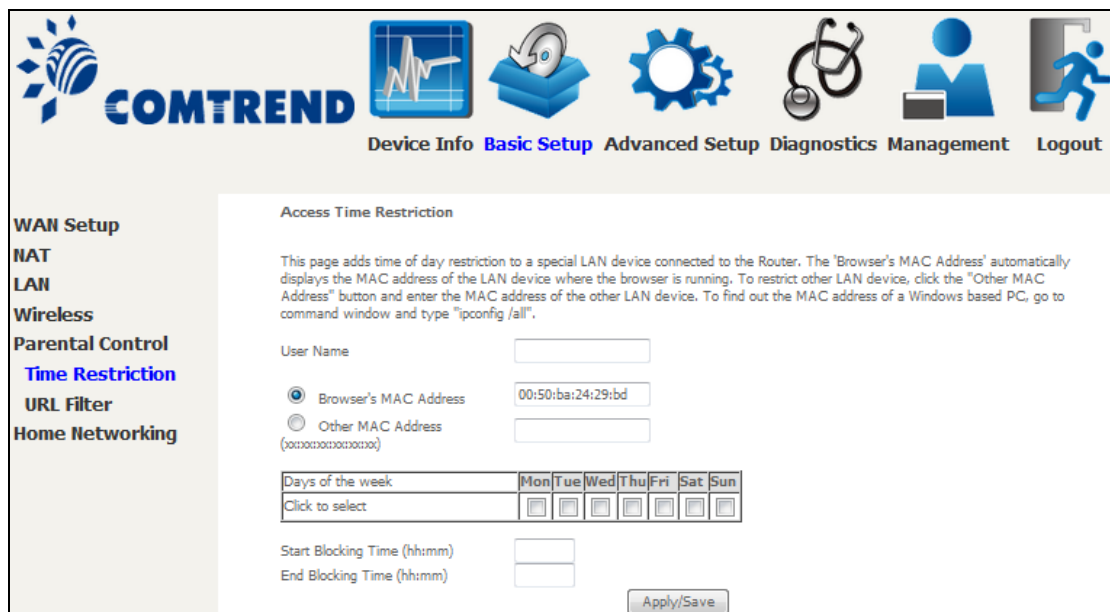 COMTREND
Device Info Basic Setup Advanced Setup Diagnostics Management Logout
WAN Setup
NAT
LAN
Wireless
Parental Control
Time Restriction
URL Filter
Home Networking
Access Time Restriction
This page adds time of day restriction to a special LAN device connected to the Router. The 'Browser's MAC Address' automatically
displays the MAC address of the LAN device where the browser is running. To restrict other LAN device, click the "Other MAC
Address" button and enter the MAC address of the other LAN device. To find out the MAC address of a Windows based PC, go to
command window and type "ipconfig /all".
User Name
Browser's MAC Address 00:50:ba:24:29:bd
Other MAC Address
(xx:xx:xx:xx:xx:xx)
Days of the week Mon Tue Wed Thu Fri Sat Sun
Click to select
Start Blocking Time (hh:mm)
End Blocking Time (hh:mm)
Apply/Save